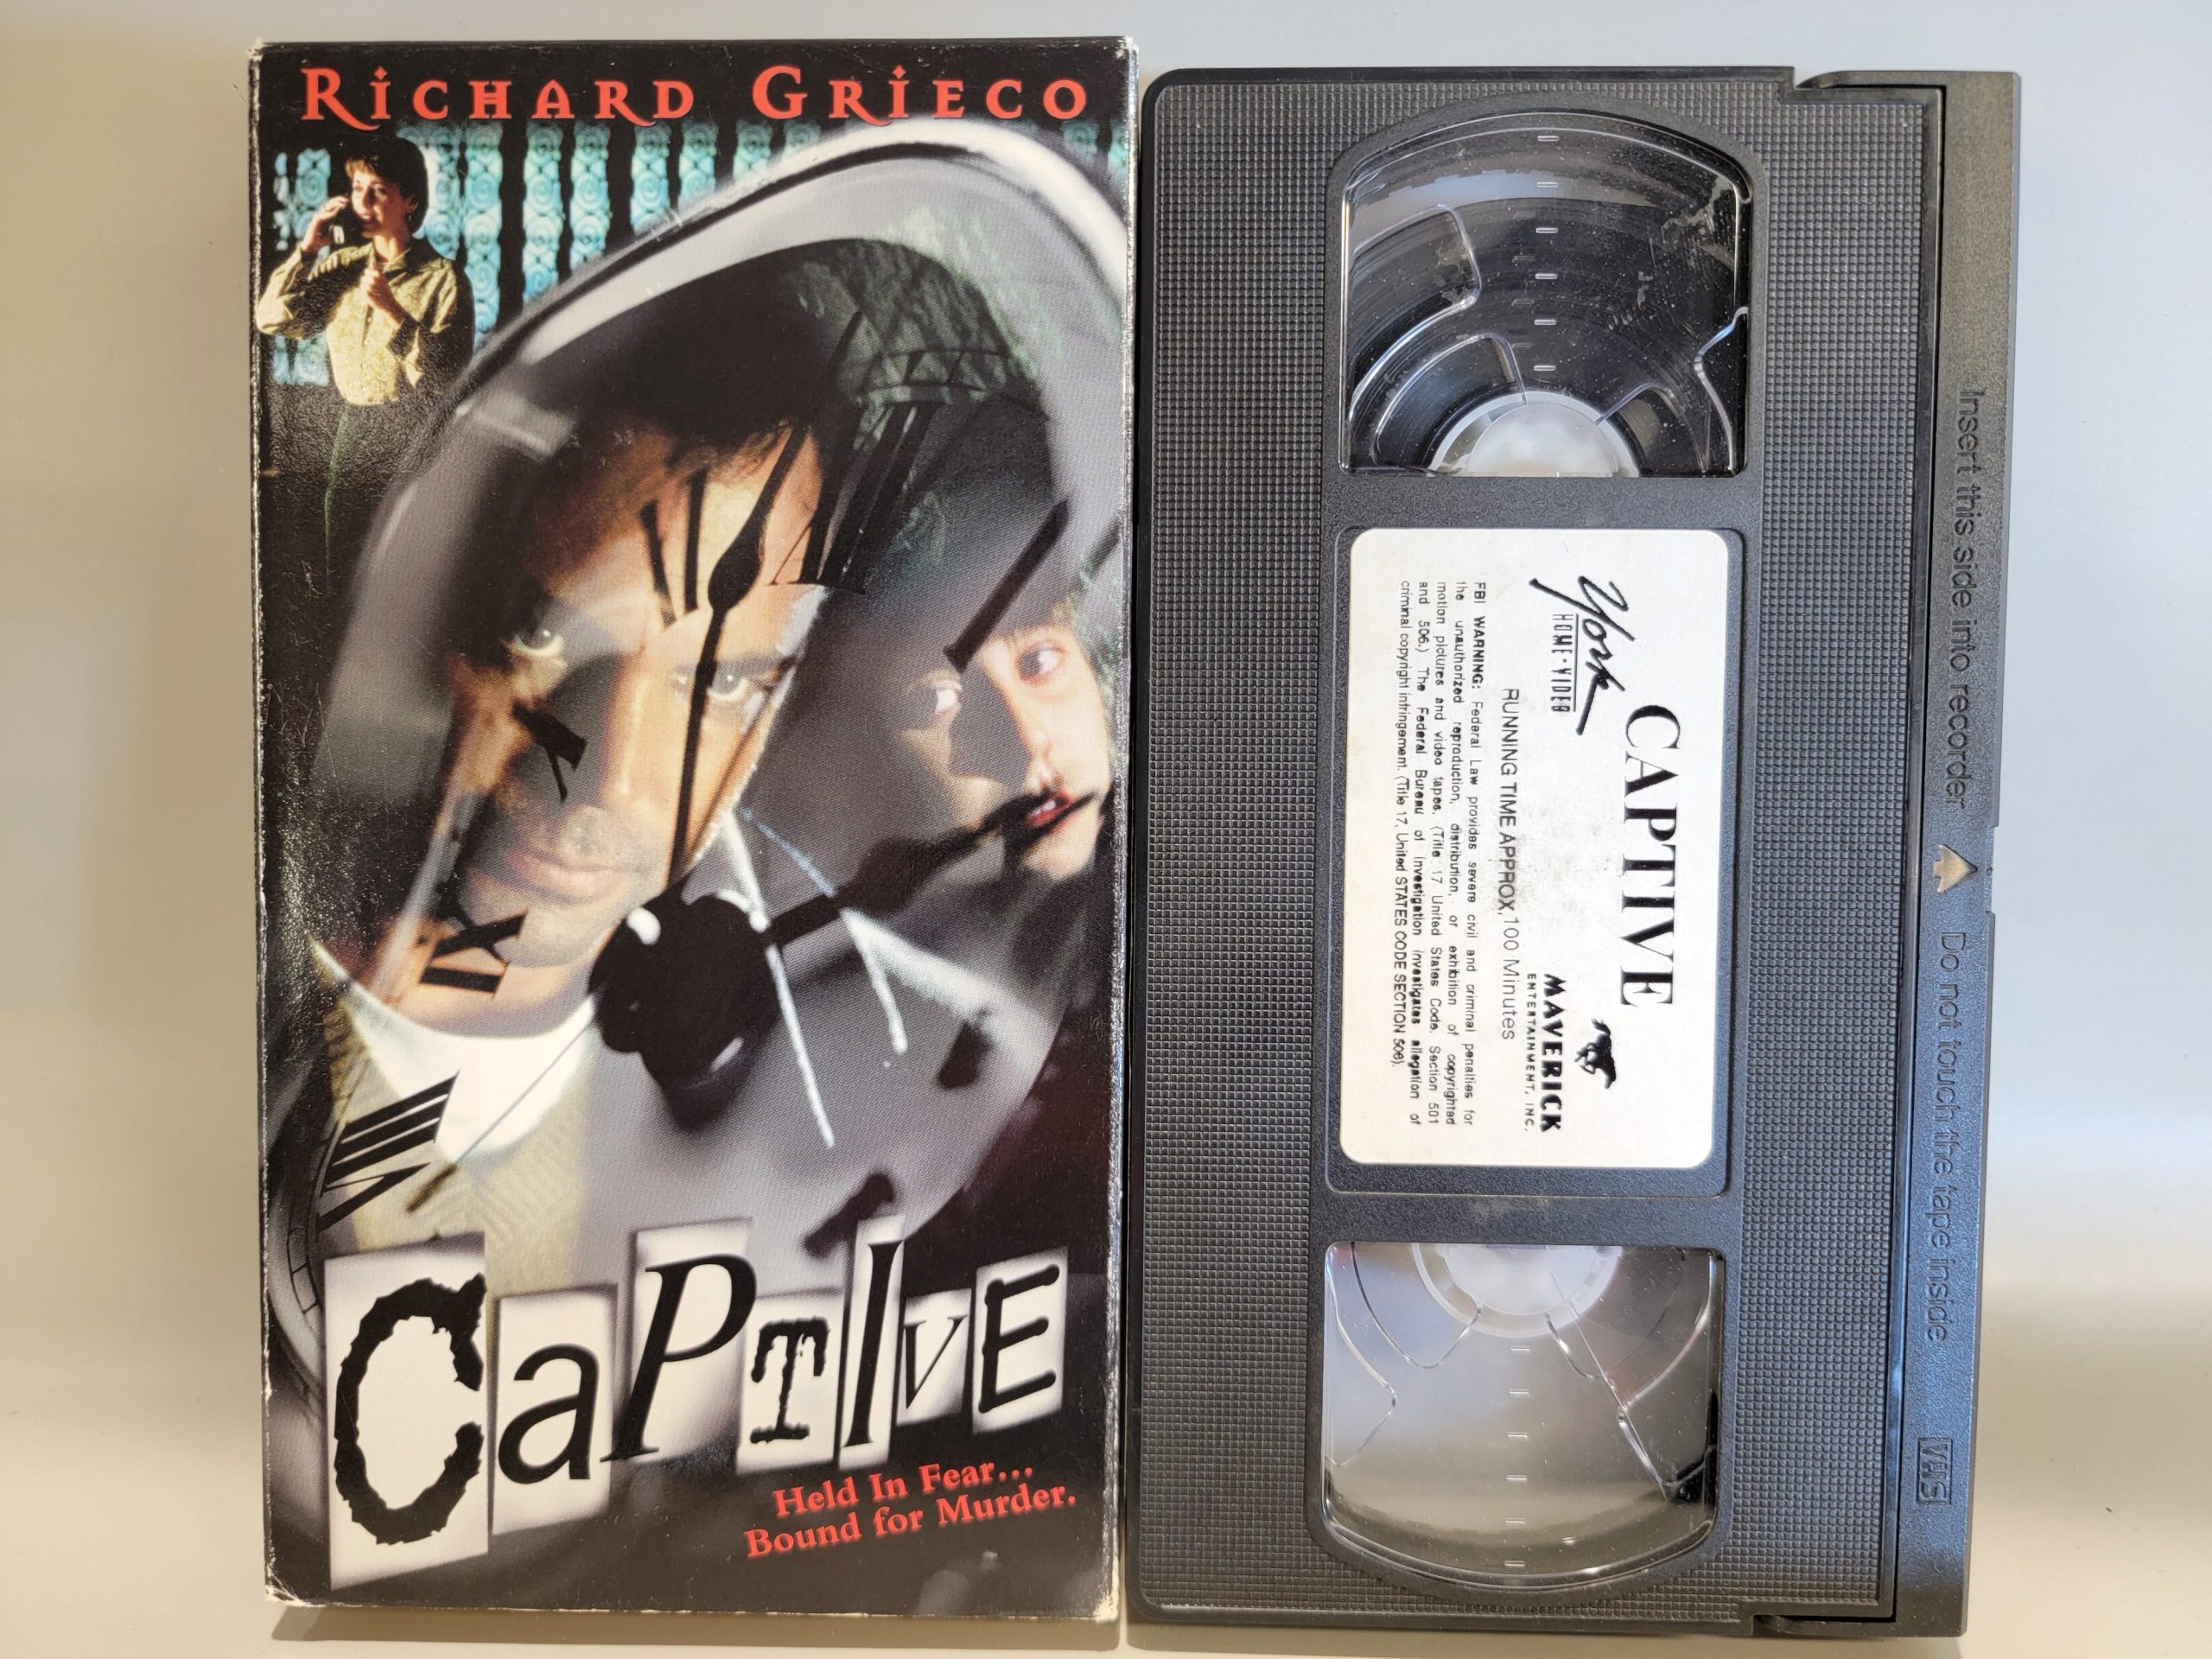 RiCHARD GRiECO
XII
IX
VIII
CaPTIvE
Held In Fear...
Bound for Murder.
CAPTIVE
York
HOME-VIDEO
MAVERICK
ENTERTAINMENT, INC.
RUNNING TIME APPROX, 100 Minutes
FBI WARNING: Federal Law provides severe civil and criminal penalties for
the unauthorized reproduction, distribution, or exhibition of copyrighted
motion pictures and video tapes. (Title 17 United States Code. Section 501
and 506.) The Federal Bureau of Investigation investigates allegation of
criminal copyright infringement. (Title 17, United STATES CODE SECTION 506).
Insert this side into recorder
Do not touch the tape inside
VHS